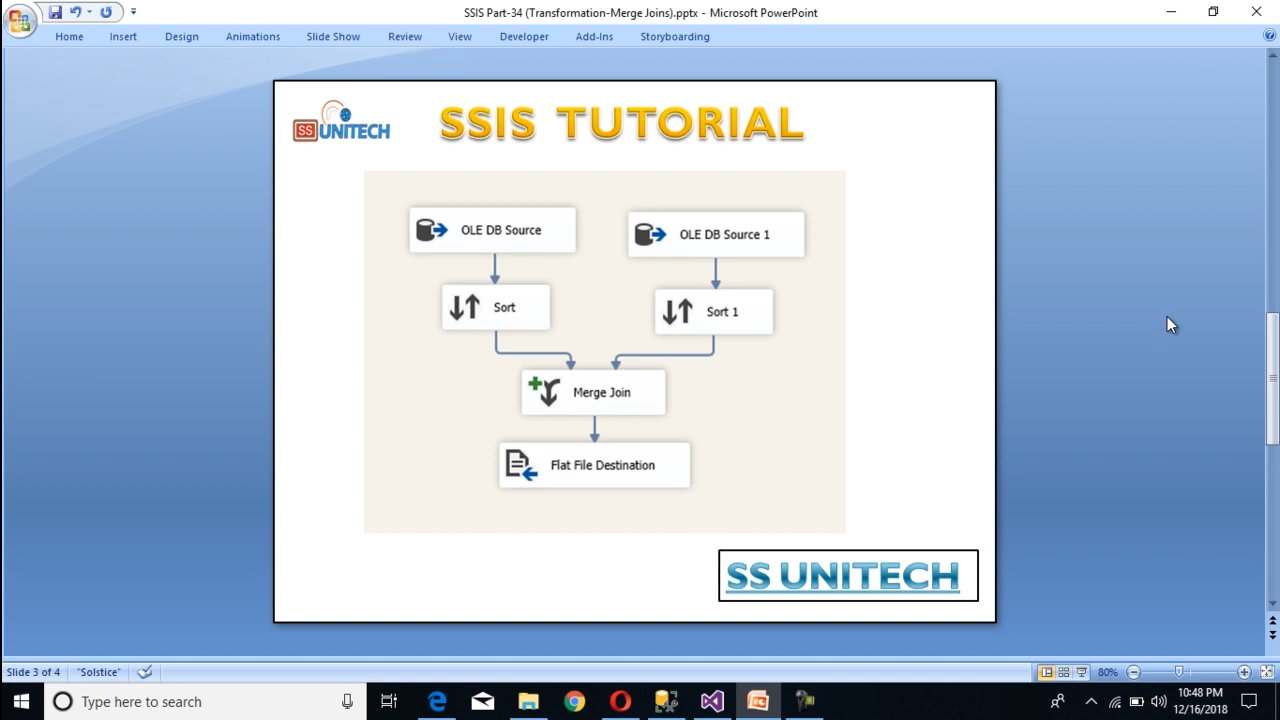 SSIS Part-34 (Transformation-Merge Joins).pptx - Microsoft PowerPoint
Home Insert Design Animations Slide Show Review View Developer Add-Ins Storyboarding
SS UNITECH
SSIS TUTORIAL
OLE DB Source
OLE DB Source 1
Sort
Sort 1
Merge Join
Flat File Destination
SS UNITECH
Slide 3 of 4 "Solstice" 80%
Type here to search
10:48 PM
12/16/2018